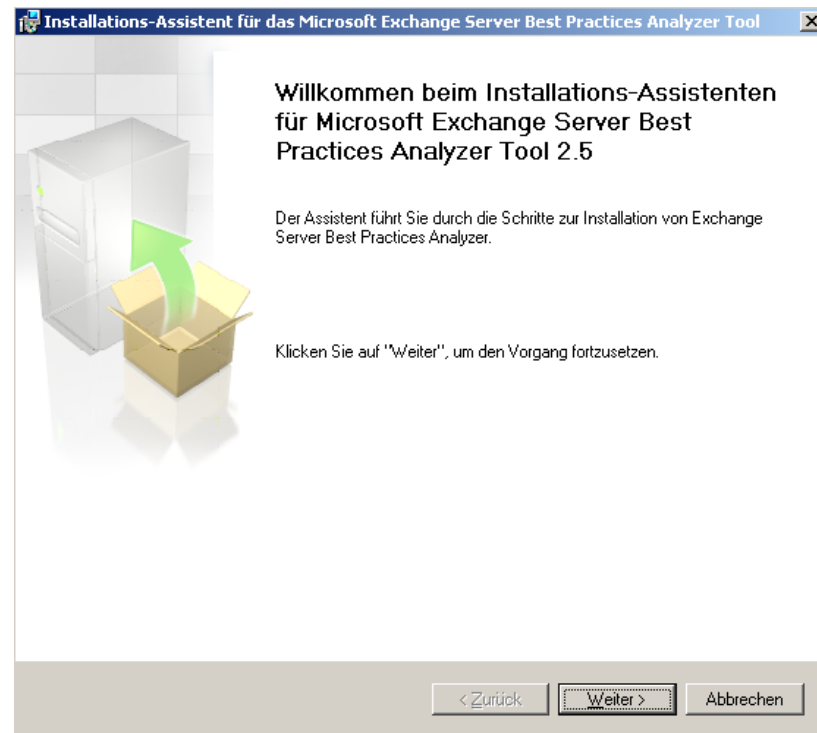 Installations-Assistent für das Microsoft Exchange Server Best Practices Analyzer Tool
Willkommen beim Installations-Assistenten
für Microsoft Exchange Server Best
Practices Analyzer Tool 2.5
Der Assistent führt Sie durch die Schritte zur Installation von Exchange
Server Best Practices Analyzer.
Klicken Sie auf "Weiter", um den Vorgang fortzusetzen.
< Zurück
Weiter >
Abbrechen